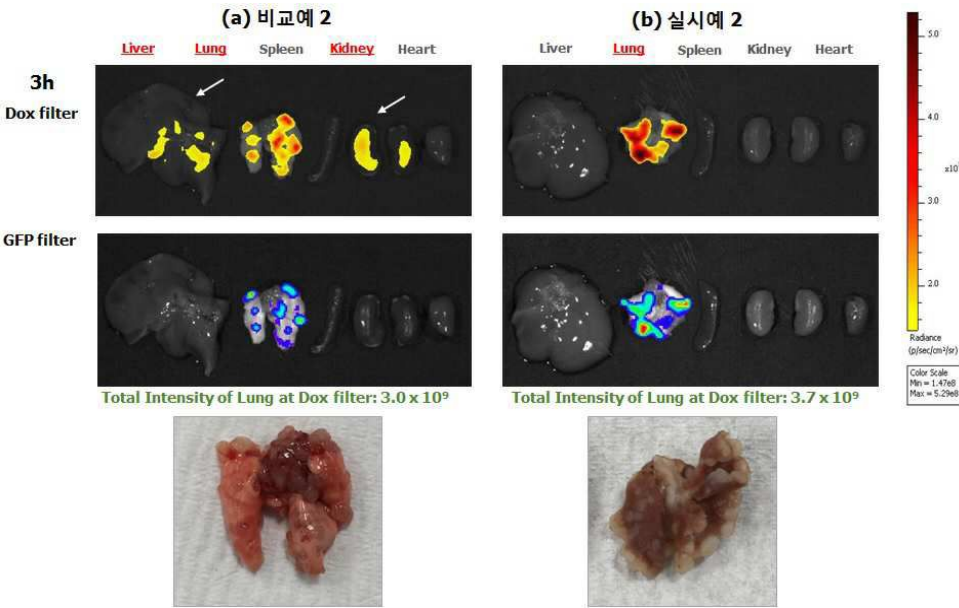 (a) 비교예 2
(b) 실시예 2
Liver Lung Spleen Kidney Heart
Liver Lung Spleen Kidney Heart
3h
Dox filter
GFP filter
5.0
4.0
3.0
2.0
Radiance
(p/sec/cm²/sr)
Color Scale
Min = 1.47e8
Max = 5.29e8
Total Intensity of Lung at Dox filter: 3.0 x 10⁹
Total Intensity of Lung at Dox filter: 3.7 x 10⁹